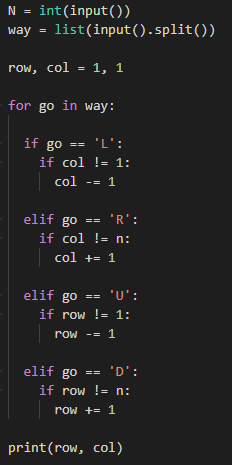 N = int(input())
way = list(input().split())

row, col = 1, 1

for go in way:

  if go == 'L':
    if col != 1:
      col -= 1

  elif go == 'R':
    if col != n:
      col += 1

  elif go == 'U':
    if row != 1:
      row -= 1

  elif go == 'D':
    if row != n:
      row += 1

print(row, col)